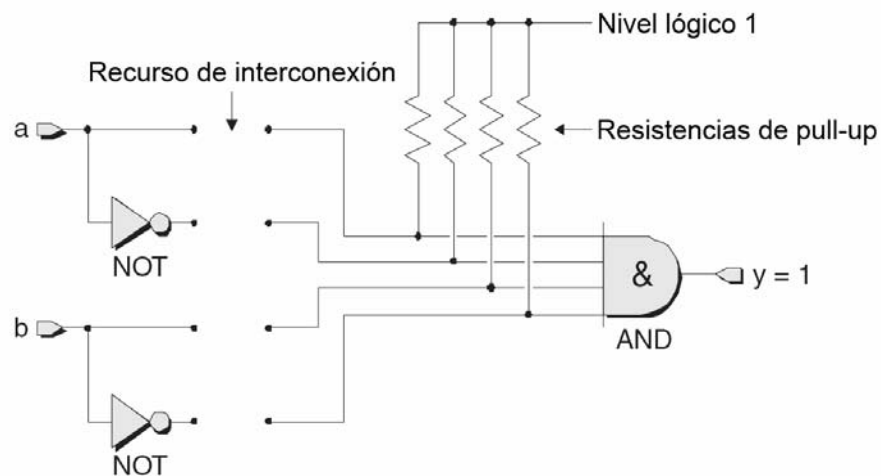 Nivel lógico 1
Recurso de interconexión
a
Resistencias de pull-up
NOT
&
y = 1
b
AND
NOT